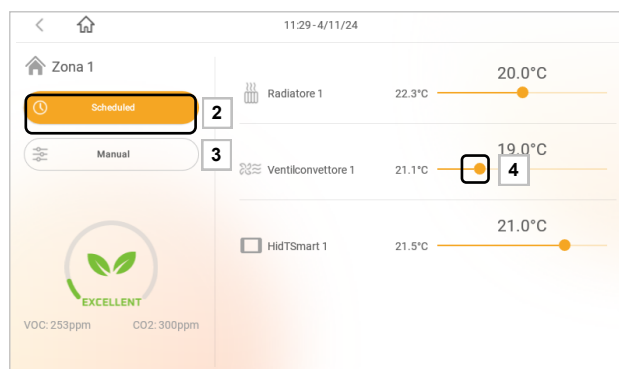 11:29-4/11/24
Zona 1
Scheduled
2
Manual
3
EXCELLENT
VOC: 253ppm CO2: 300ppm
20.0°C
Radiatore 1 22.3°C
19.0°C
Ventilconvettore 1 21.1°C
4
21.0°C
HidTSmart 1 21.5°C